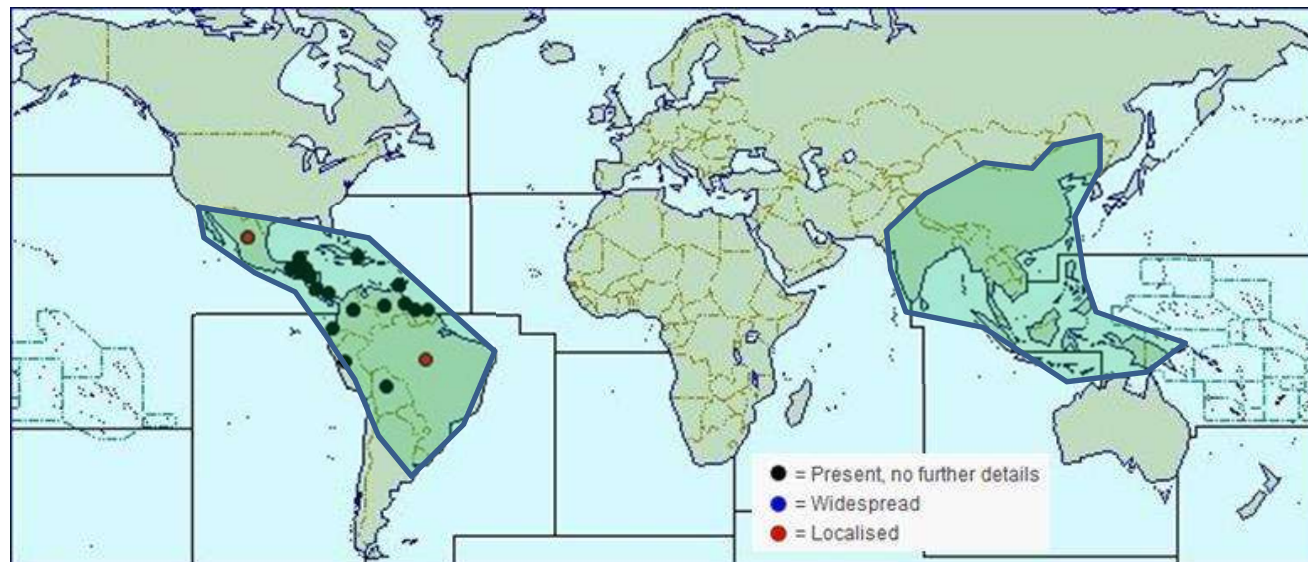 = Present, no further details
= Widespread
= Localised